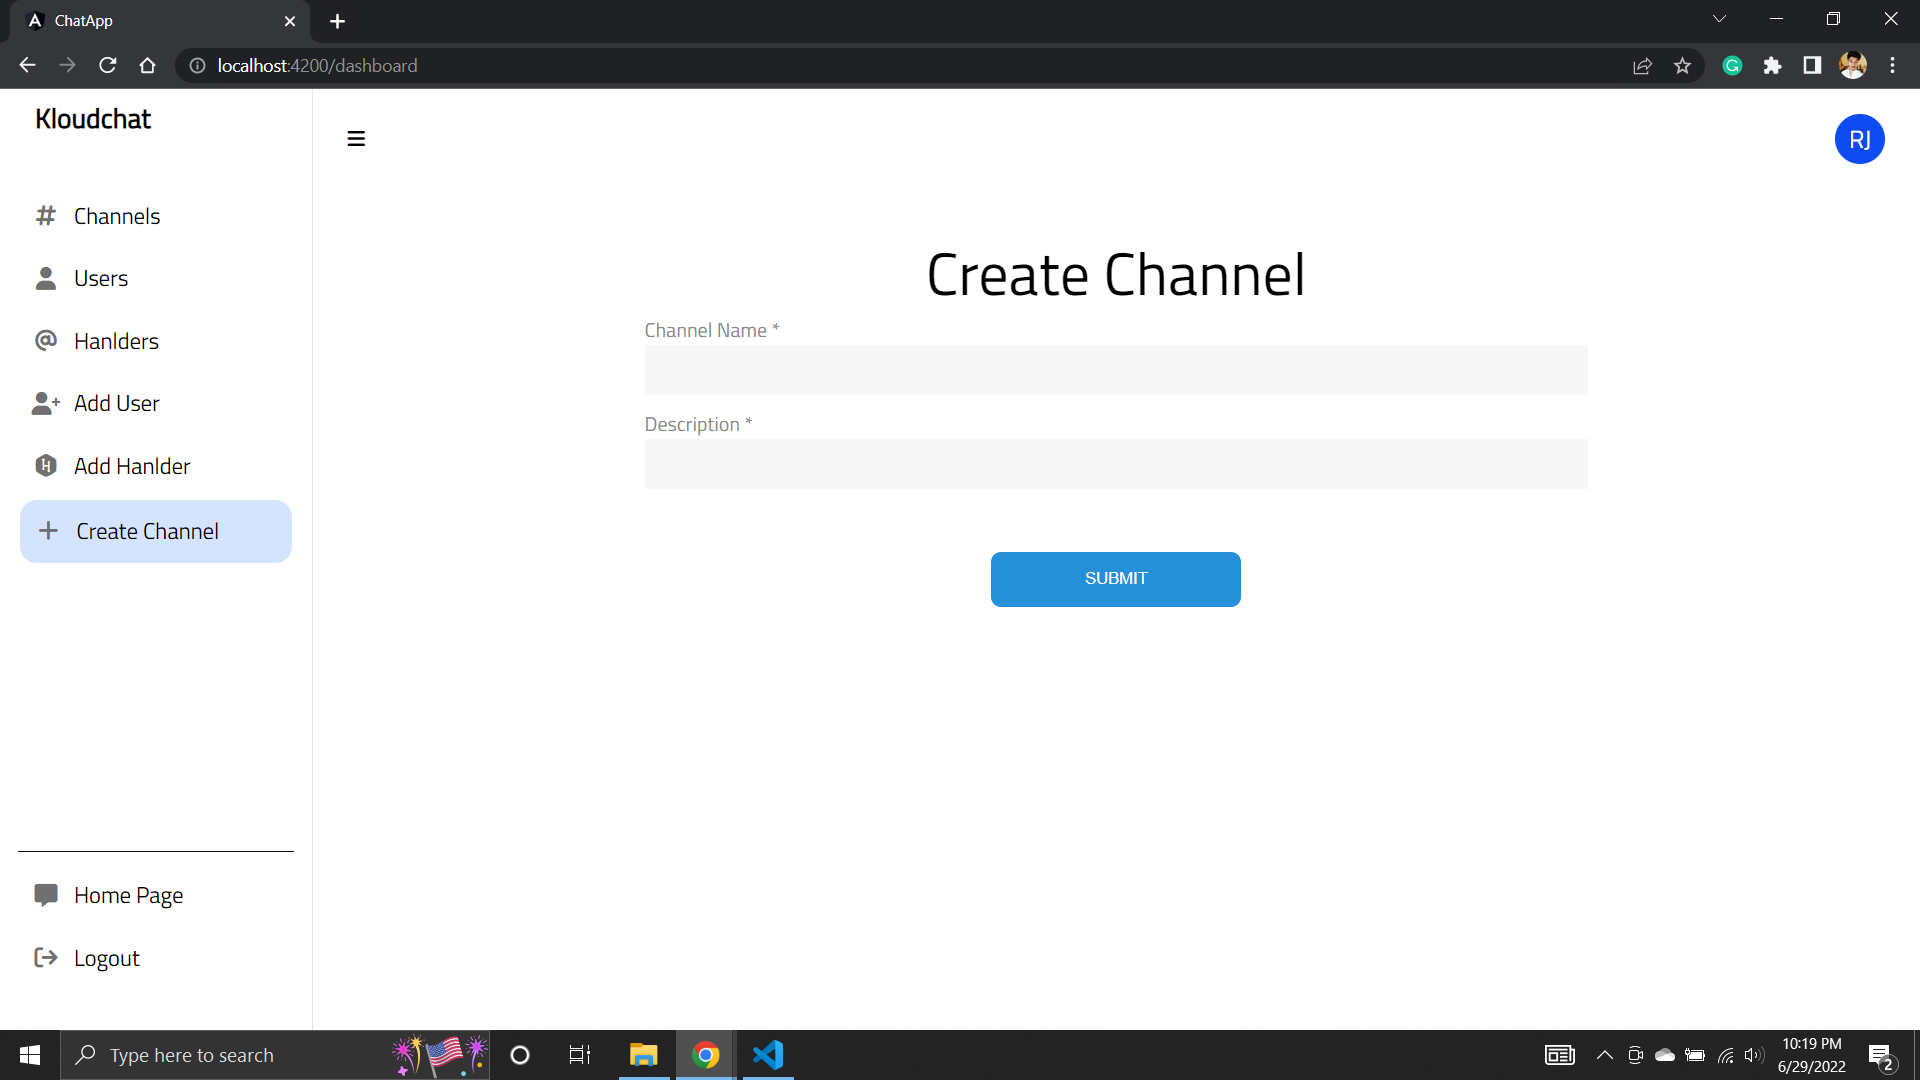 ChatApp
localhost:4200/dashboard
Kloudchat
RJ
Channels
Users
Hanlders
Add User
Add Hanlder
Create Channel
Home Page
Logout
Create Channel
Channel Name *
Description *
SUBMIT
Type here to search
10:19 PM
6/29/2022
2